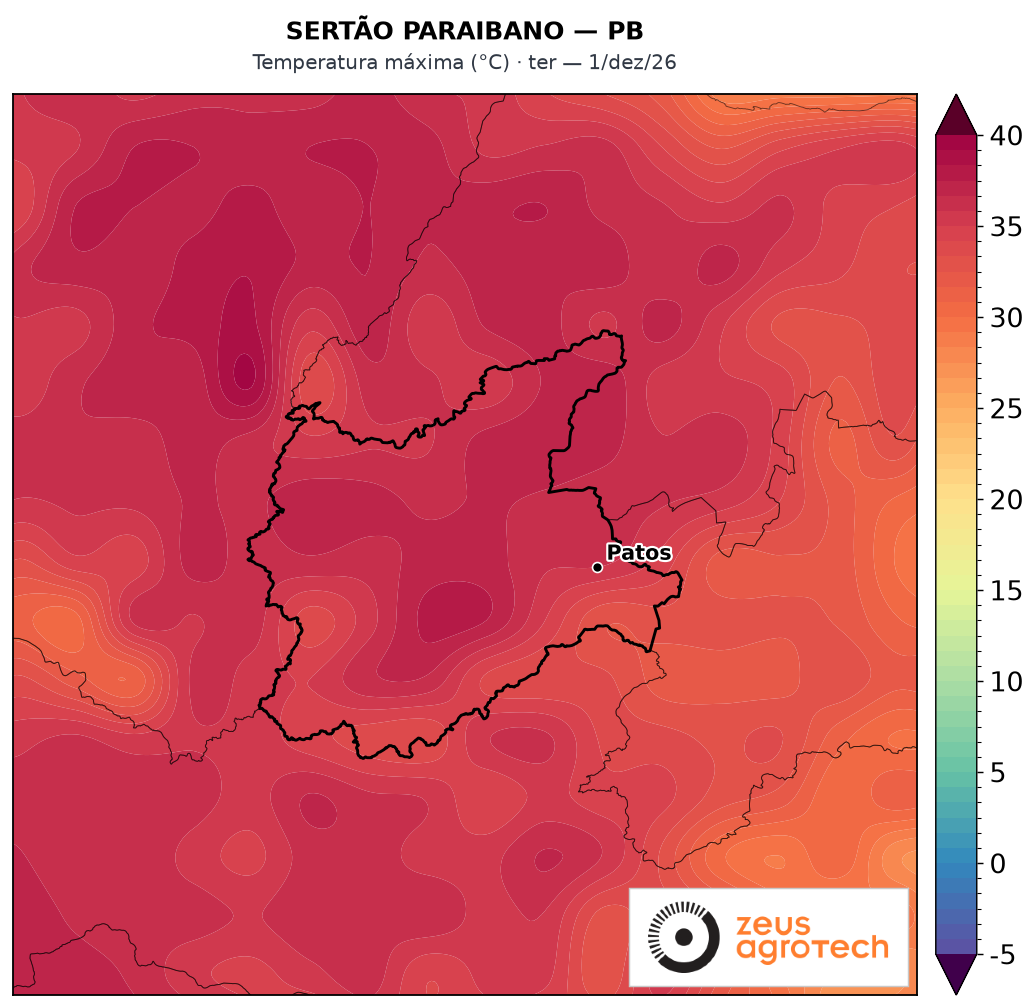 SERTÃO PARAIBANO — PB
Temperatura máxima (°C) · ter — 1/dez/26
40
35
30
25
20
15
10
5
0
-5
Patos
zeus
agrotech